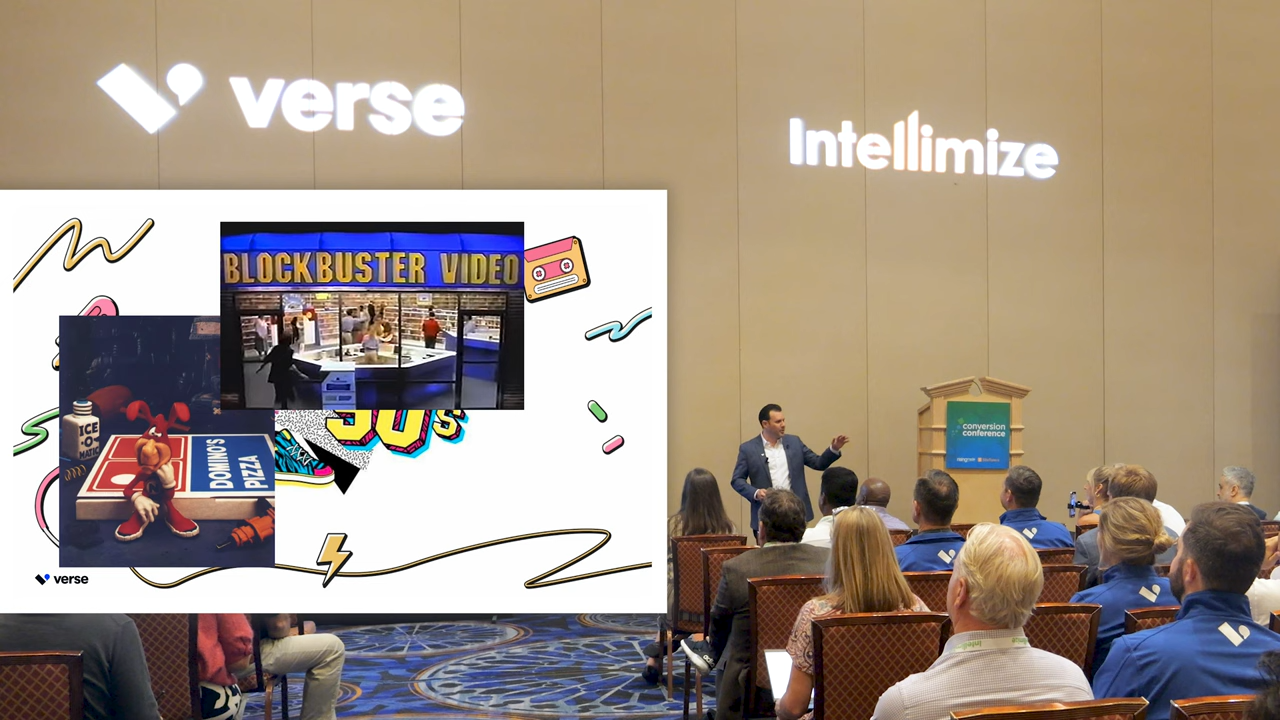 verse
Intellimize
BLOCKBUSTER VIDEO
90's
ICE
-O-
MATIC
DOMINO'S
PIZZA
verse
conversion
conference